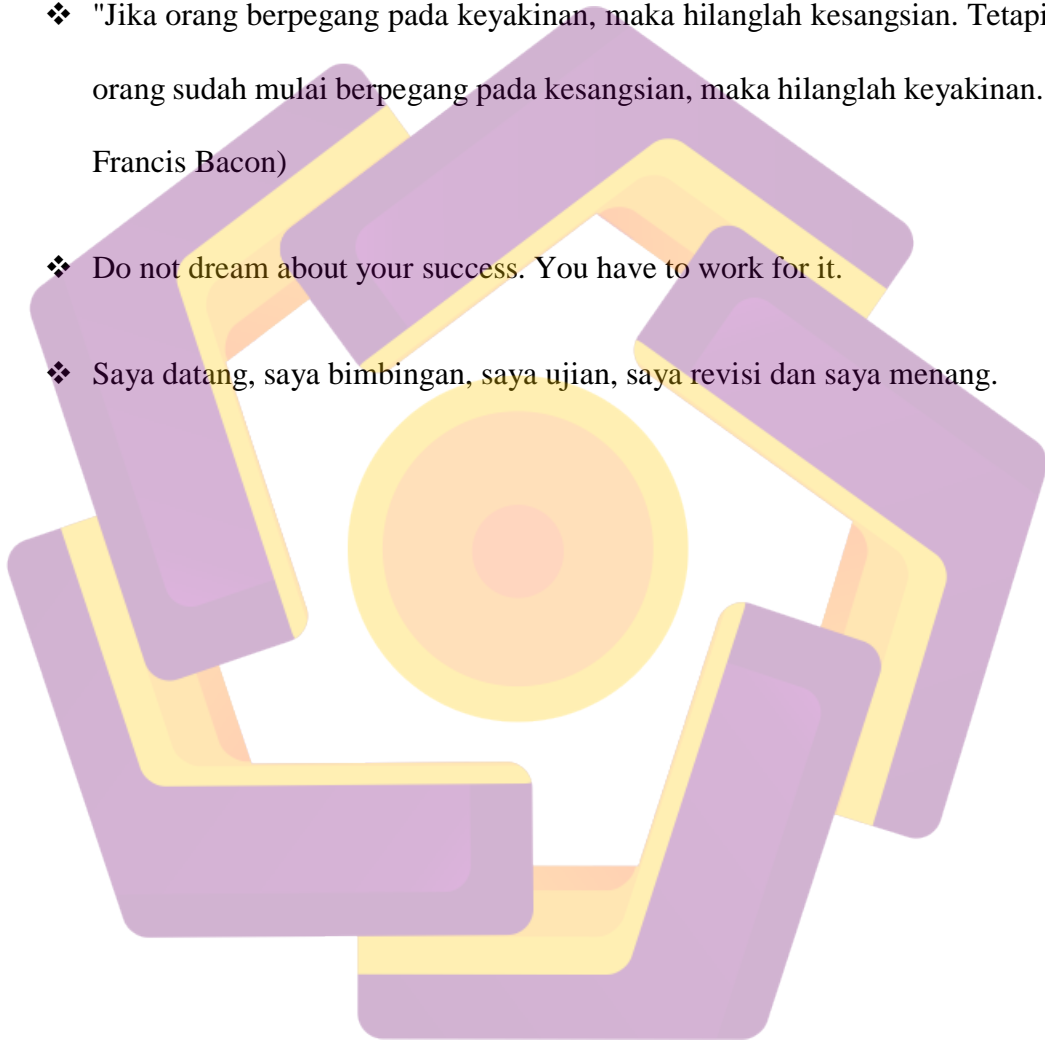 ❖ "Jika orang berpegang pada keyakinan, maka hilanglah kesangsian. Tetapi
orang sudah mulai berpegang pada kesangsian, maka hilanglah keyakinan.
Francis Bacon)
❖ Do not dream about your success. You have to work for it.
❖ Saya datang, saya bimbingan, saya ujian, saya revisi dan saya menang.